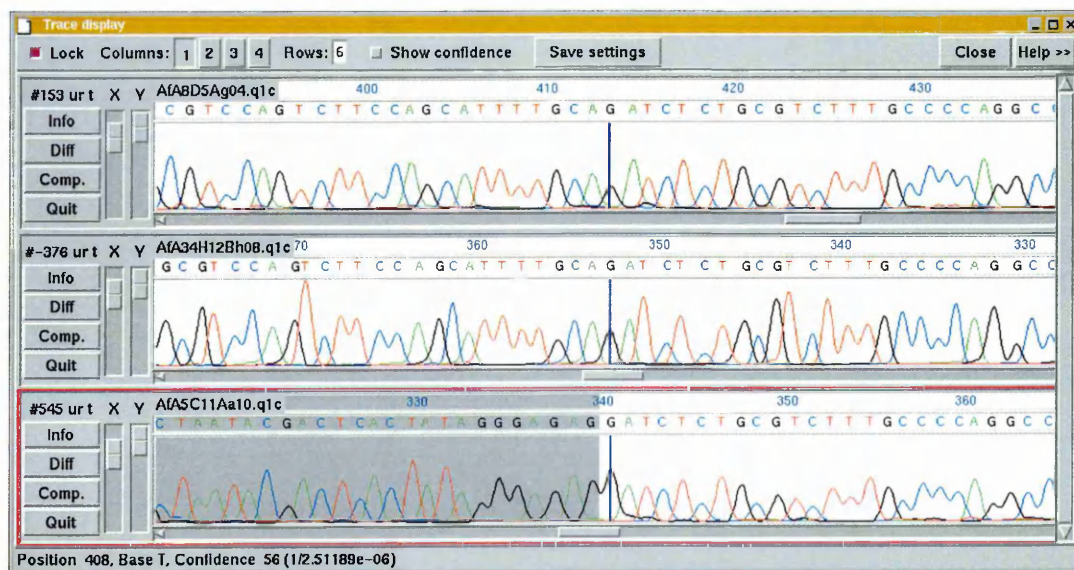 Trace display
Lock Columns: 1 2 3 4 Rows: 6 Show confidence Save settings Close Help >>
#153 ur t X Y AfA8D5Ag04.q1c 400 410 420 430
C G T C C A G T C T T C C A G C A T T T T G C A G A T C T C T G C G T C T T T G C C C C A G G C
Info
Diff
Comp.
Quit
#-376 ur t X Y AfA34H12Bh08.q1c 70 360 350 340 330
G C G T C C A G T C T T C C A G C A T T T T G C A G A T C T C T G C G T C T T T G C C C C A G G C C
Info
Diff
Comp.
Quit
#545 ur t X Y AfA5C11Aa10.q1c 330 340 350 360
C T A A T A C G A C T C A C T A T A G G G A G A G G A T C T C T G C G T C T T T G C C C C A G G C C
Info
Diff
Comp.
Quit
Position 408, Base T, Confidence 56 (1/2.51189e-06)